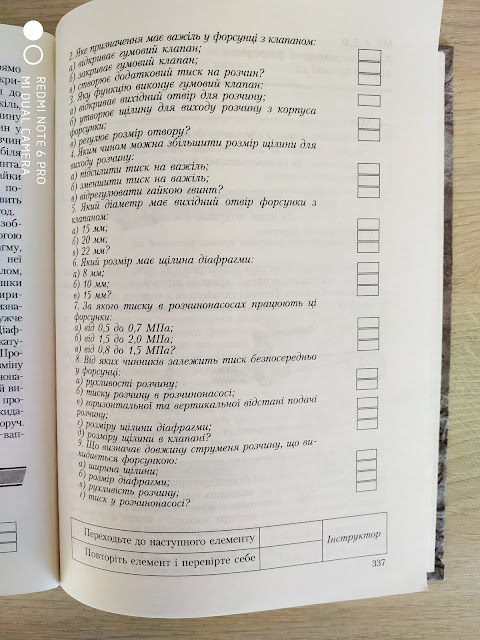 2. Яке призначення має важіль у форсунці з клапаном:
а) відкриває гумовий клапан;
б) закриває гумовий клапан;
в) створює додатковий тиск на розчин?
3. Яку функцію виконує гумовий клапан:
а) відкриває вихідний отвір для розчину;
б) утворює щілину для виходу розчину з корпуса
форсунки;
в) регулює розмір отвору?
4. Яким чином можна збільшити розмір щілини для
виходу розчину:
а) підсилити тиск на важіль;
б) зменшити тиск на важіль;
в) відрегулювати гайкою гвинт?
5. Який діаметр має вихідний отвір форсунки з
клапаном:
а) 15 мм;
б) 20 мм;
в) 22 мм?
6. Який розмір має щілина діафрагми:
а) 8 мм;
б) 10 мм;
в) 15 мм?
7. За якого тиску в розчинонасосах працюють ці
форсунки:
а) від 0,5 до 0,7 МПа;
б) від 1,5 до 2,0 МПа;
в) від 0,8 до 1,5 МПа?
8. Від яких чинників залежить тиск безпосередньо
у форсунці:
а) рухливості розчину;
б) тиску розчину в розчинонасосі;
в) горизонтальної та вертикальної відстані подачі
розчину;
г) розміру щілини діафрагми;
д) розміру щілини в клапані?
9. Що визначає довжину струменя розчину, що ви-
кидається форсункою:
а) ширина щілини;
б) розмір діафрагми;
в) рухливість розчину;
г) тиск у розчинонасосі?
Переходьте до наступного елементу
Інструктор
Повторіть елемент і перевірте себе
337
REDMI NOTE 6 PRO
MI DUAL CAMERA